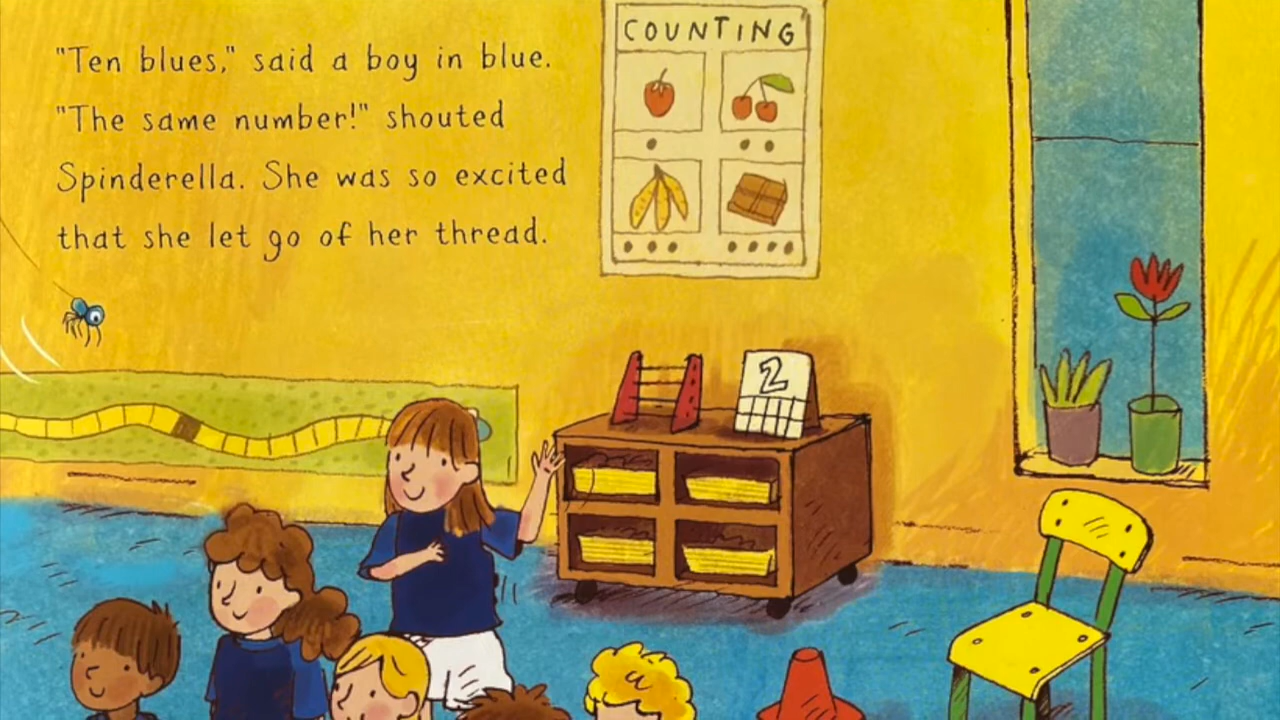 "Ten blues," said a boy in blue.
"The same number!" shouted
Spinderella. She was so excited
that she let go of her thread.
COUNTING
2